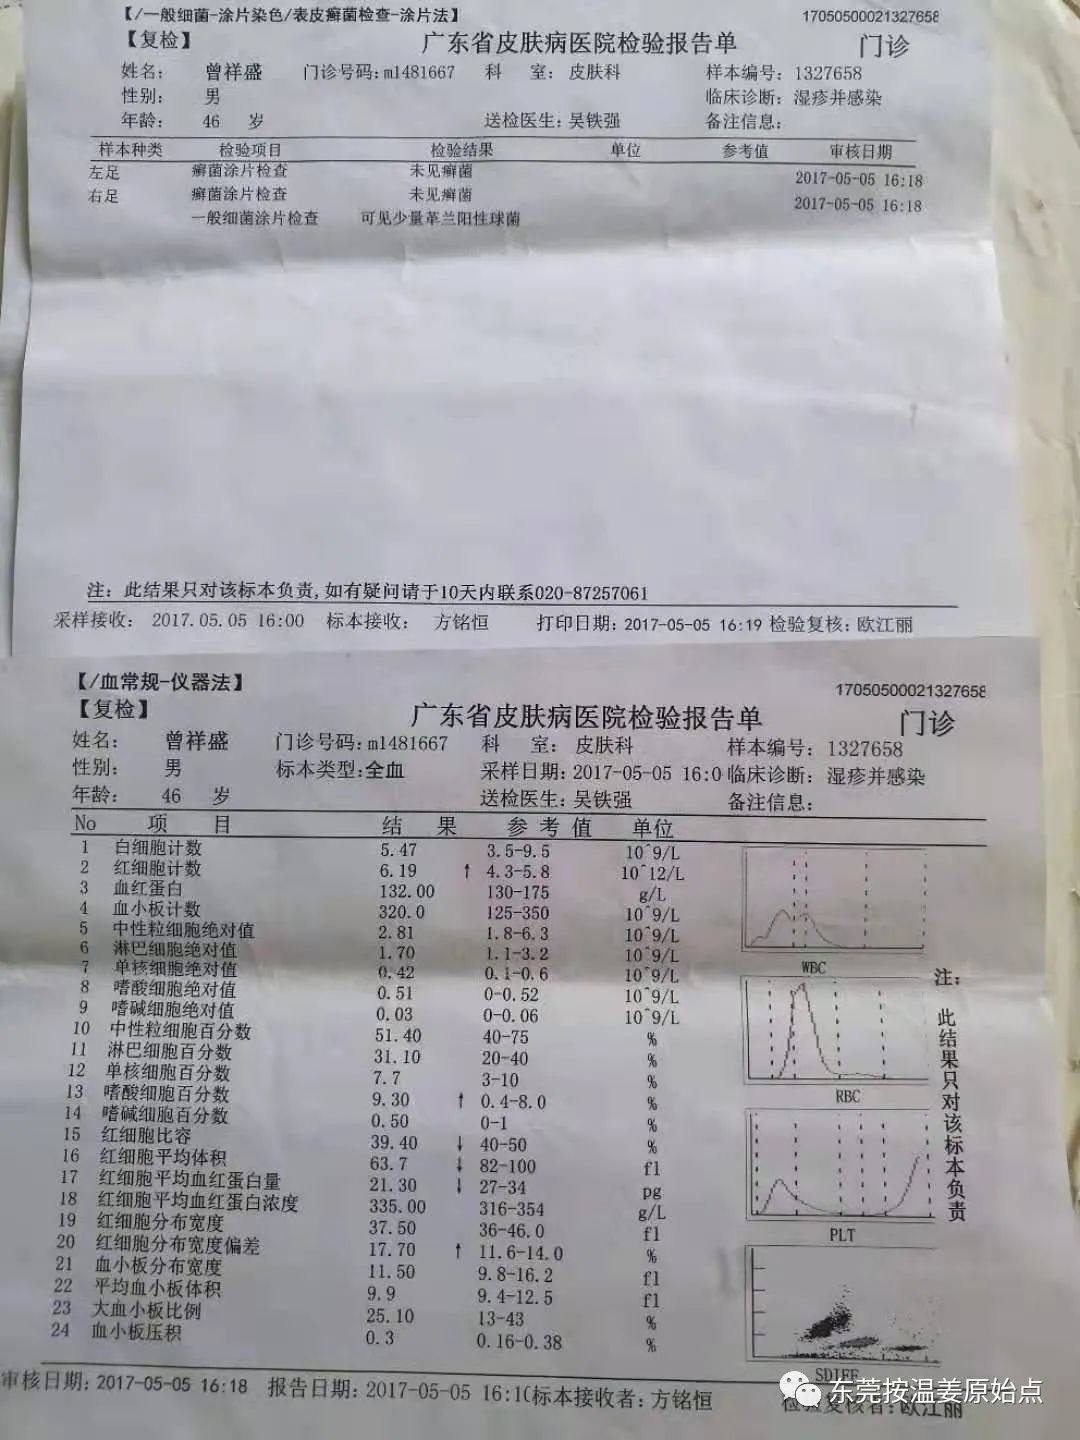 【/一般细菌-涂片染色/表皮癣菌检查-涂片法】 17050500021327658
【复检】 广东省皮肤病医院检验报告单 门诊
姓名: 曾祥盛 门诊号码:m1481667 科 室: 皮肤科 样本编号: 1327658
性别: 男 临床诊断: 湿疹并感染
年龄: 46 岁 送检医生: 吴铁强 备注信息:
样本种类 检验项目 检验结果 单位 参考值 审核日期
左足 癣菌涂片检查 未见癣菌 2017-05-05 16:18
右足 癣菌涂片检查 未见癣菌 2017-05-05 16:18
一般细菌涂片检查 可见少量革兰阳性球菌
注: 此结果只对该标本负责,如有疑问请于10天内联系020-87257061
采样接收: 2017.05.05 16:00 标本接收: 方铭恒 打印日期: 2017-05-05 16:19 检验复核: 欧江丽
【/血常规-仪器法】 17050500021327658
【复检】 广东省皮肤病医院检验报告单 门诊
姓名: 曾祥盛 门诊号码:m1481667 科 室: 皮肤科 样本编号: 1327658
性别: 男 标本类型:全血 采样日期: 2017-05-05 16:0 临床诊断: 湿疹并感染
年龄: 46 岁 送检医生: 吴铁强 备注信息:
No 项 目 结 果 参 考 值 单位
1 白细胞计数 5.47 3.5-9.5 10^9/L
2 红细胞计数 6.19 ↑ 4.3-5.8 10^12/L
3 血红蛋白 132.00 130-175 g/L
4 血小板计数 320.0 125-350 10^9/L
5 中性粒细胞绝对值 2.81 1.8-6.3 10^9/L
6 淋巴细胞绝对值 1.70 1.1-3.2 10^9/L
7 单核细胞绝对值 0.42 0.1-0.6 10^9/L
8 嗜酸细胞绝对值 0.51 0-0.52 10^9/L
9 嗜碱细胞绝对值 0.03 0-0.06 10^9/L
10 中性粒细胞百分数 51.40 40-75 %
11 淋巴细胞百分数 31.10 20-40 %
12 单核细胞百分数 7.7 3-10 %
13 嗜酸细胞百分数 9.30 ↑ 0.4-8.0 %
14 嗜碱细胞百分数 0.50 0-1 %
15 红细胞比容 39.40 ↓ 40-50 %
16 红细胞平均体积 63.7 ↓ 82-100 fl
17 红细胞平均血红蛋白量 21.30 ↓ 27-34 pg
18 红细胞平均血红蛋白浓度 335.00 316-354 g/L
19 红细胞分布宽度 37.50 36-46.0 fl
20 红细胞分布宽度偏差 17.70 ↑ 11.6-14.0 %
21 血小板分布宽度 11.50 9.8-16.2 fl
22 平均血小板体积 9.9 9.4-12.5 fl
23 大血小板比例 25.10 13-43 %
24 血小板压积 0.3 0.16-0.38 %
WBC
RBC
PLT
SDIFF
注: 此结果只对该标本负责
审核日期: 2017-05-05 16:18 报告日期: 2017-05-05 16:1( 标本接收者: 方铭恒 检验复核者: 欧江丽
东莞按温姜原始点